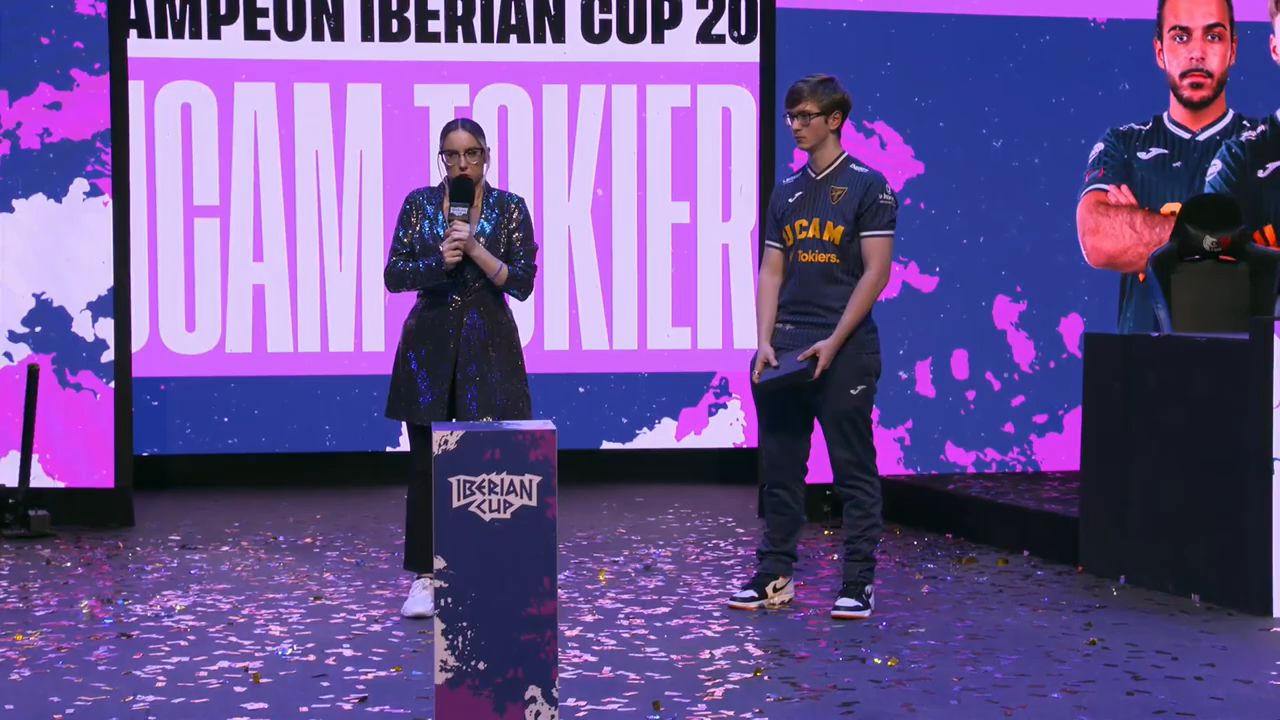 AMPEON IBERIAN CUP 20
UCAM TOKIER
UCAM
Tokiers.
IBERIAN
CUP